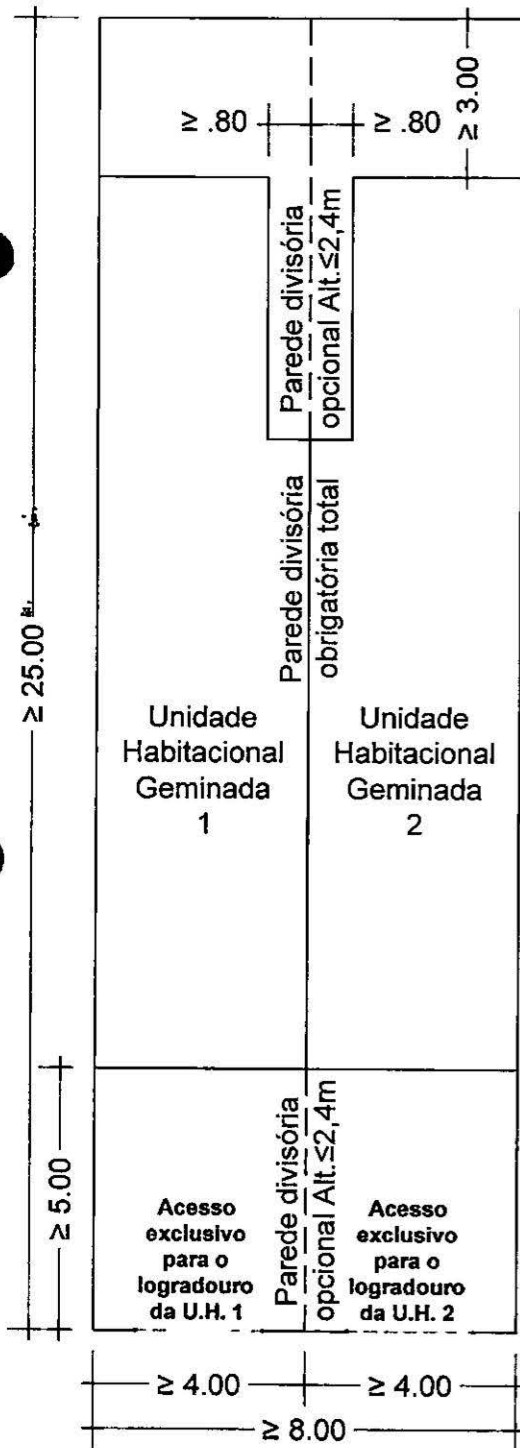 ≥ .80
≥ .80
≥ 3.00
Parede divisória
opcional Alt.≤2,4m
Parede divisória
obrigatória total
≥ 25.00
Unidade
Habitacional
Geminada
1
Unidade
Habitacional
Geminada
2
≥ 5.00
Parede divisória
opcional Alt.≤2,4m
Acesso
exclusivo
para o
logradouro
da U.H. 1
Acesso
exclusivo
para o
logradouro
da U.H. 2
≥ 4.00
≥ 4.00
≥ 8.00